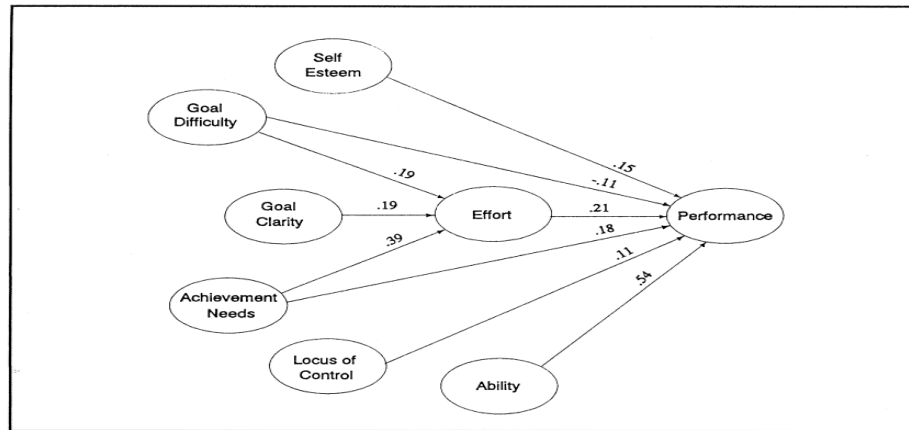 Self
Esteem
Goal
Difficulty
.15
-.11
.19
Goal
Clarity
.19
Effort
.21
Performance
.39
.18
.11
Achievement
Needs
.54
Locus of
Control
Ability